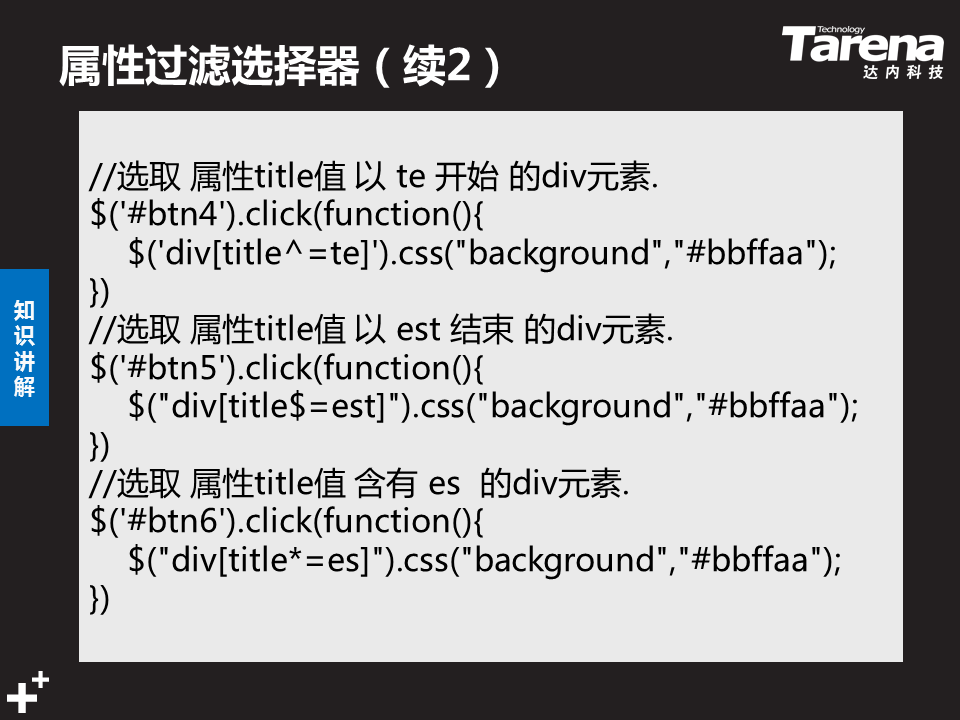 属性过滤选择器（续2）
Technology
Tarena
达内科技
//选取 属性title值 以 te 开始 的div元素.
$('#btn4').click(function(){
$('div[title^=te]').css("background","#bbffaa");
})
//选取 属性title值 以 est 结束 的div元素.
$('#btn5').click(function(){
$("div[title$=est]").css("background","#bbffaa");
})
//选取 属性title值 含有 es  的div元素.
$('#btn6').click(function(){
$("div[title*=es]").css("background","#bbffaa");
})
知
识
讲
解